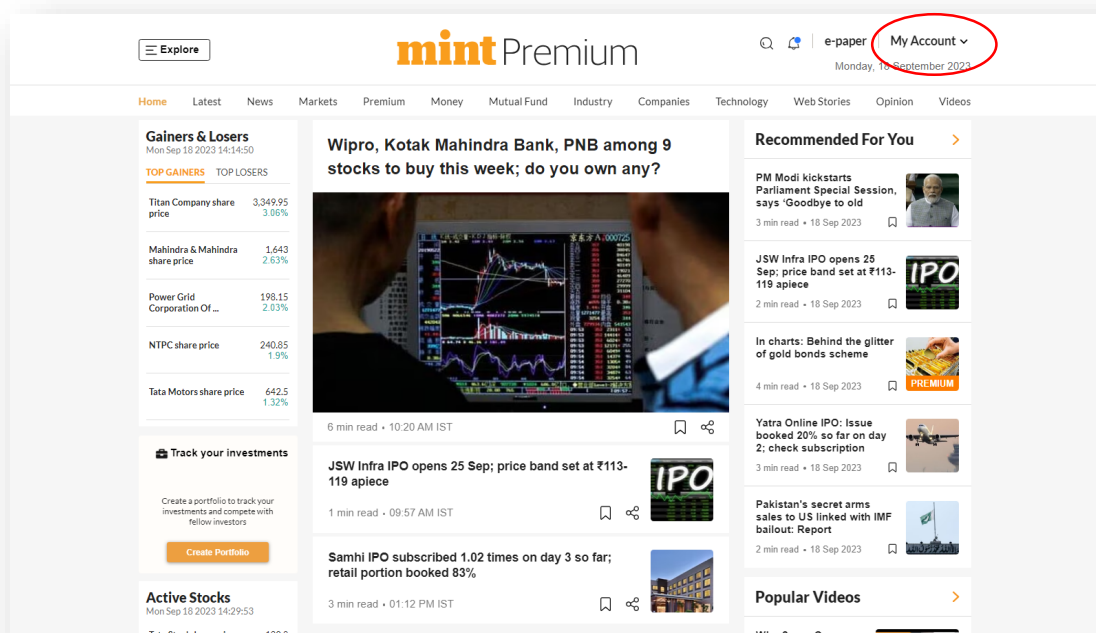 Explore
mint Premium
e-paper
My Account
Monday, 18 September 2023
Home Latest News Markets Premium Money Mutual Fund Industry Companies Technology Web Stories Opinion Videos
Gainers & Losers
Mon Sep 18 2023 14:14:50
TOP GAINERS TOP LOSERS
Titan Company share 3,349.95
price 3.06%
Mahindra & Mahindra 1,643
share price 2.63%
Power Grid 198.15
Corporation Of ... 2.03%
NTPC share price 240.85
1.9%
Tata Motors share price 642.5
1.32%
Track your investments
Create a portfolio to track your
investments and compete with
fellow investors
Create Portfolio
Active Stocks
Mon Sep 18 2023 14:29:53
Wipro, Kotak Mahindra Bank, PNB among 9
stocks to buy this week; do you own any?
000725
6 min read • 10:20 AM IST
JSW Infra IPO opens 25 Sep; price band set at ₹113-
119 apiece
IPO
1 min read • 09:57 AM IST
Samhi IPO subscribed 1.02 times on day 3 so far;
retail portion booked 83%
3 min read • 01:12 PM IST
Recommended For You
PM Modi kickstarts
Parliament Special Session,
says ‘Goodbye to old
3 min read • 18 Sep 2023
JSW Infra IPO opens 25
Sep; price band set at ₹113-
119 apiece
IPO
2 min read • 18 Sep 2023
In charts: Behind the glitter
of gold bonds scheme
PREMIUM
4 min read • 18 Sep 2023
Yatra Online IPO: Issue
booked 20% so far on day
2; check subscription
3 min read • 18 Sep 2023
Pakistan's secret arms
sales to US linked with IMF
bailout: Report
2 min read • 18 Sep 2023
Popular Videos